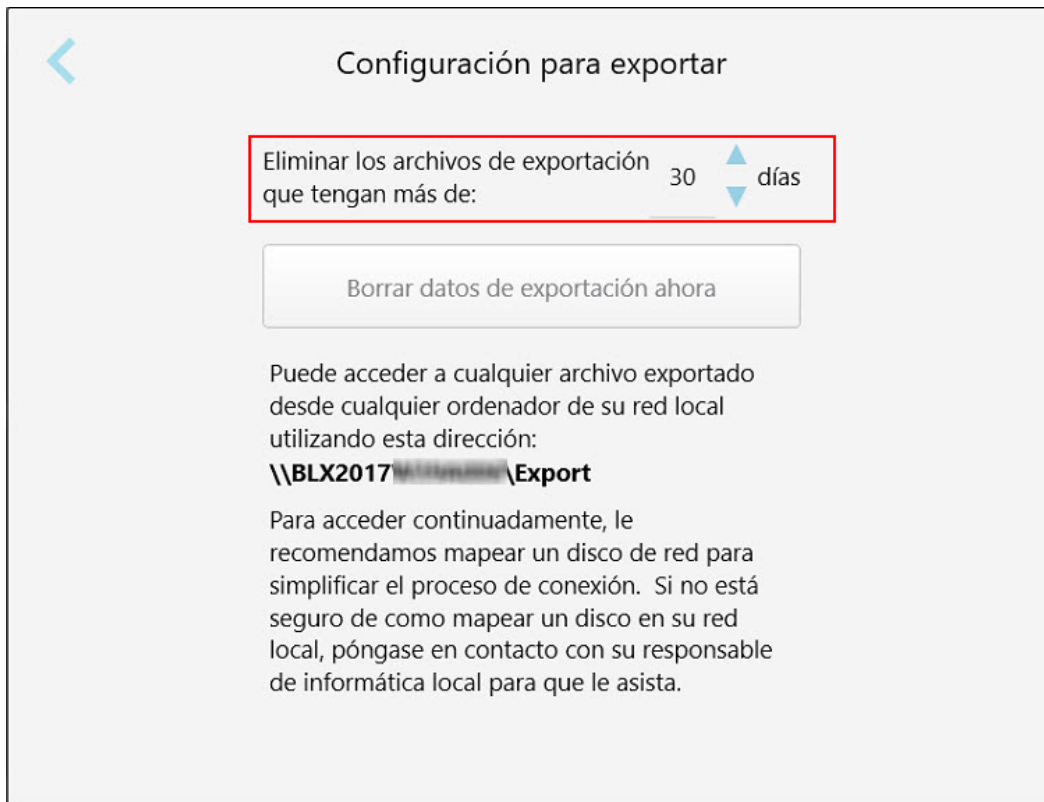 Configuración para exportar
Eliminar los archivos de exportación
que tengan más de:
30 días
Borrar datos de exportación ahora
Puede acceder a cualquier archivo exportado
desde cualquier ordenador de su red local
utilizando esta dirección:
\\BLX2017 \Export
Para acceder continuadamente, le
recomendamos mapear un disco de red para
simplificar el proceso de conexión.  Si no está
seguro de como mapear un disco en su red
local, póngase en contacto con su responsable
de informática local para que le asista.